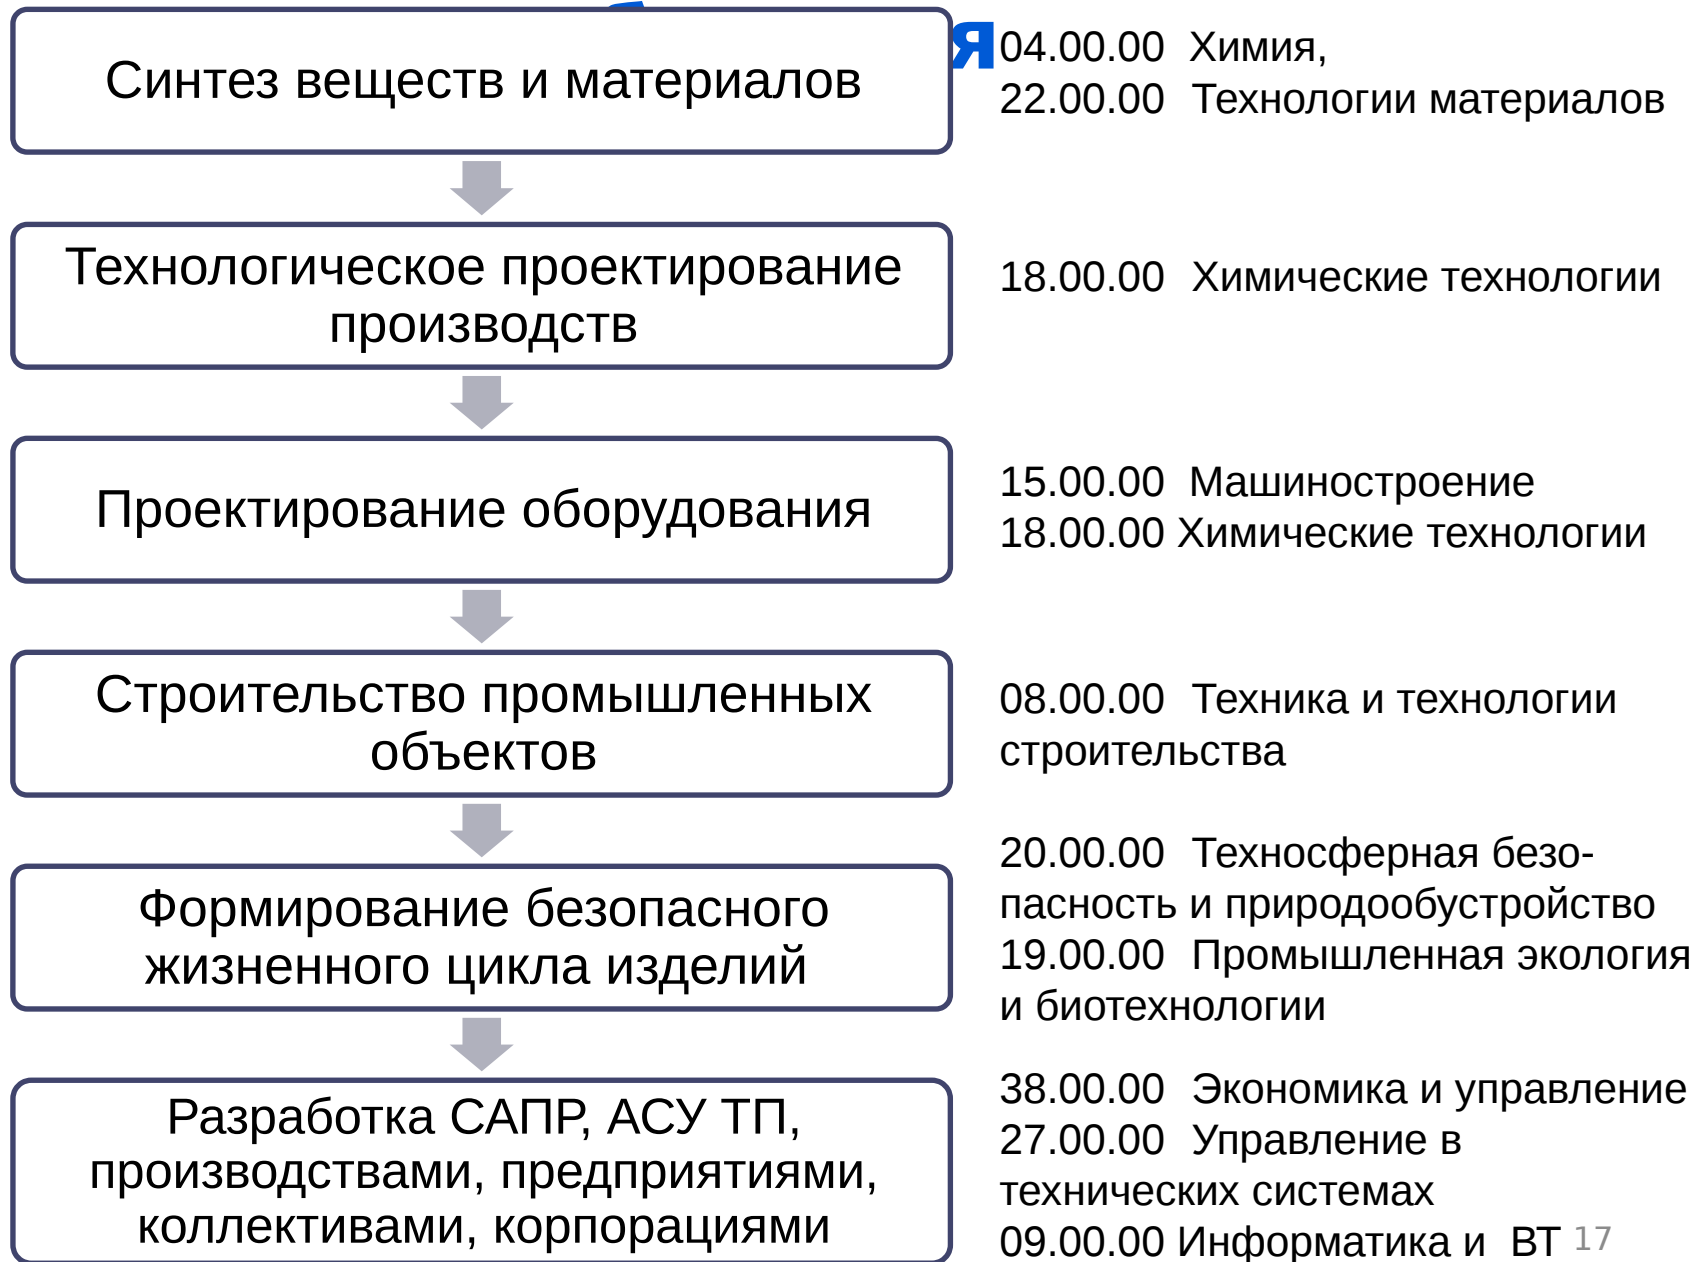 я
Синтез веществ и материалов
04.00.00 Химия,
22.00.00 Технологии материалов
Технологическое проектирование
производств
18.00.00 Химические технологии
Проектирование оборудования
15.00.00 Машиностроение
18.00.00 Химические технологии
Строительство промышленных
объектов
08.00.00 Техника и технологии
строительства
Формирование безопасного
жизненного цикла изделий
20.00.00 Техносферная безо-
пасность и природообустройство
19.00.00 Промышленная экология
и биотехнологии
Разработка САПР, АСУ ТП,
производствами, предприятиями,
коллективами, корпорациями
38.00.00 Экономика и управление
27.00.00 Управление в
технических системах
09.00.00 Информатика и ВТ
17